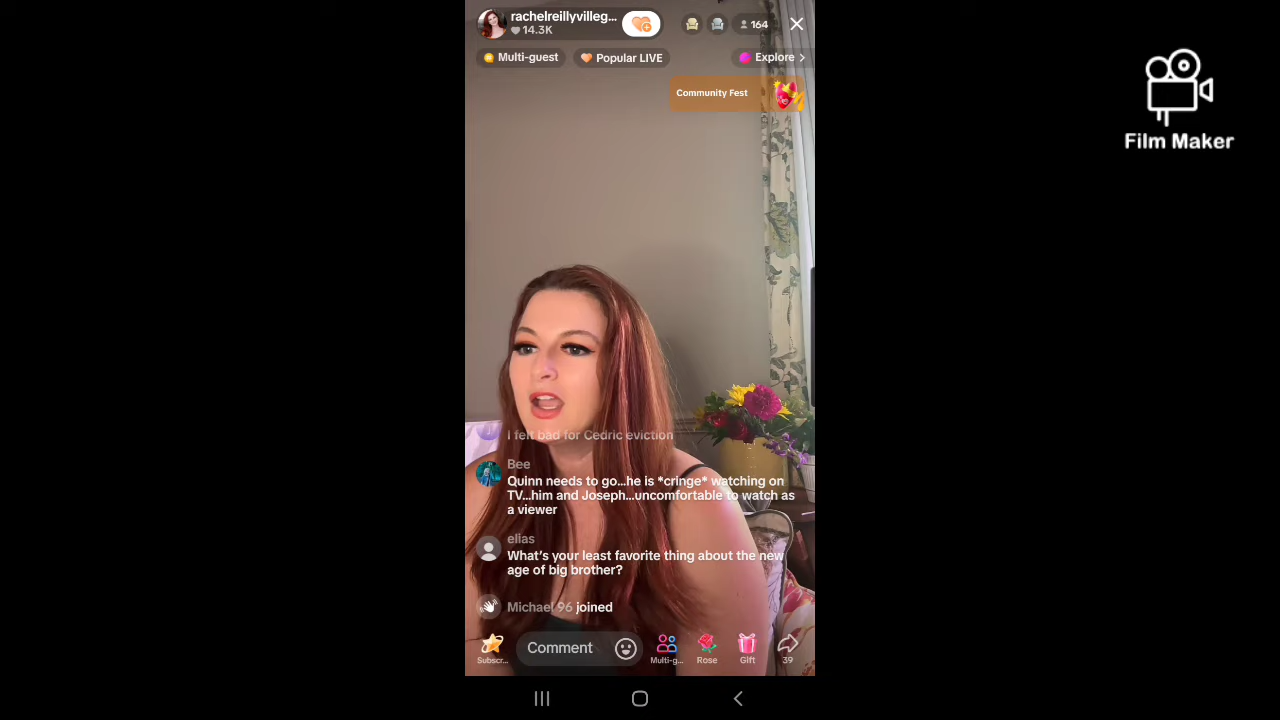 rachelreillyvilleg...
14.3K
164
Multi-guest
Popular LIVE
Explore >
Community Fest
Film Maker
I felt bad for Cedric eviction
Bee
Quinn needs to go...he is *cringe* watching on
TV...him and Joseph...uncomfortable to watch as
a viewer
elias
What's your least favorite thing about the new
age of big brother?
Michael 96 joined
Subscr...
Comment
Multi-g...
Rose
Gift
39